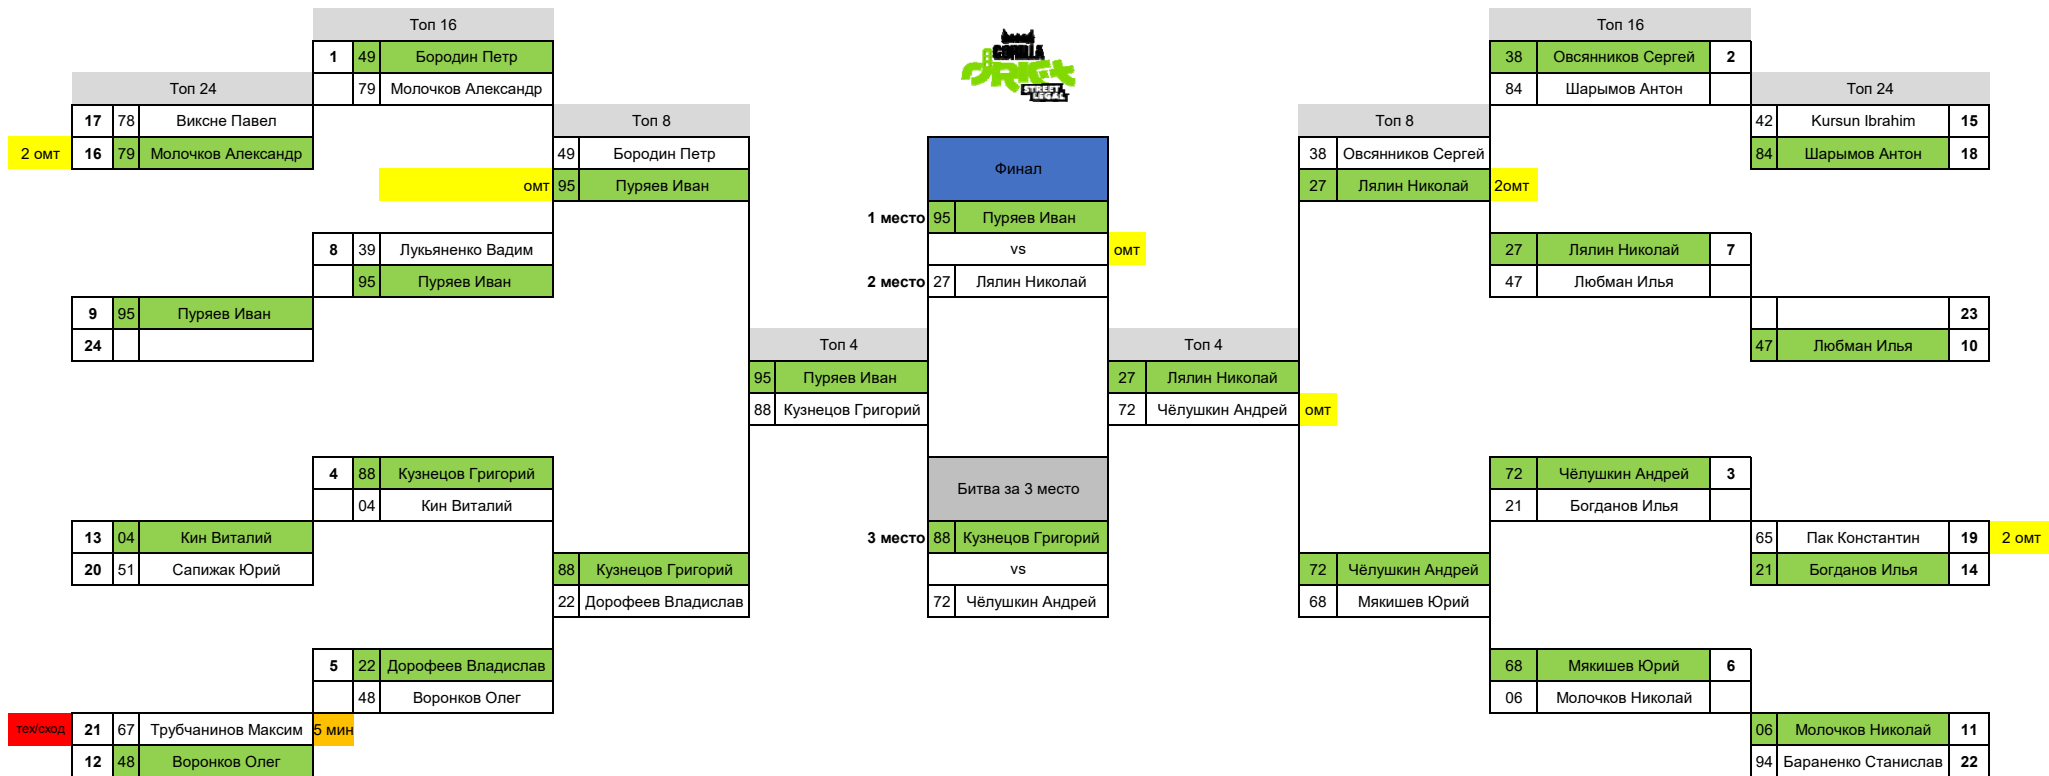 Топ 16
Топ 16
GORILLA
DRIFT
STREET
LEGAL
1 49 Бородин Петр
38 Овсянников Сергей 2
79 Молочков Александр
84 Шарымов Антон
Топ 24
Топ 24
17 78 Виксне Павел
Топ 8
Топ 8
42 Kursun Ibrahim 15
2 омт 16 79 Молочков Александр
49 Бородин Петр
Финал
38 Овсянников Сергей
84 Шарымов Антон 18
омт 95 Пуряев Иван
27 Лялин Николай 2омт
1 место 95 Пуряев Иван
8 39 Лукьяненко Вадим
vs омт
27 Лялин Николай 7
95 Пуряев Иван
2 место 27 Лялин Николай
47 Любман Илья
9 95 Пуряев Иван
23
24
Топ 4
Топ 4
47 Любман Илья 10
95 Пуряев Иван
27 Лялин Николай
88 Кузнецов Григорий
72 Чёлушкин Андрей омт
4 88 Кузнецов Григорий
Битва за 3 место
72 Чёлушкин Андрей 3
04 Кин Виталий
21 Богданов Илья
13 04 Кин Виталий
3 место 88 Кузнецов Григорий
65 Пак Константин 19 2 омт
20 51 Сапижак Юрий
88 Кузнецов Григорий
vs
72 Чёлушкин Андрей
21 Богданов Илья 14
22 Дорофеев Владислав
72 Чёлушкин Андрей
68 Мякишев Юрий
5 22 Дорофеев Владислав
68 Мякишев Юрий 6
48 Воронков Олег
06 Молочков Николай
тех/сход 21 67 Трубчанинов Максим 5 мин
06 Молочков Николай 11
12 48 Воронков Олег
94 Бараненко Станислав 22